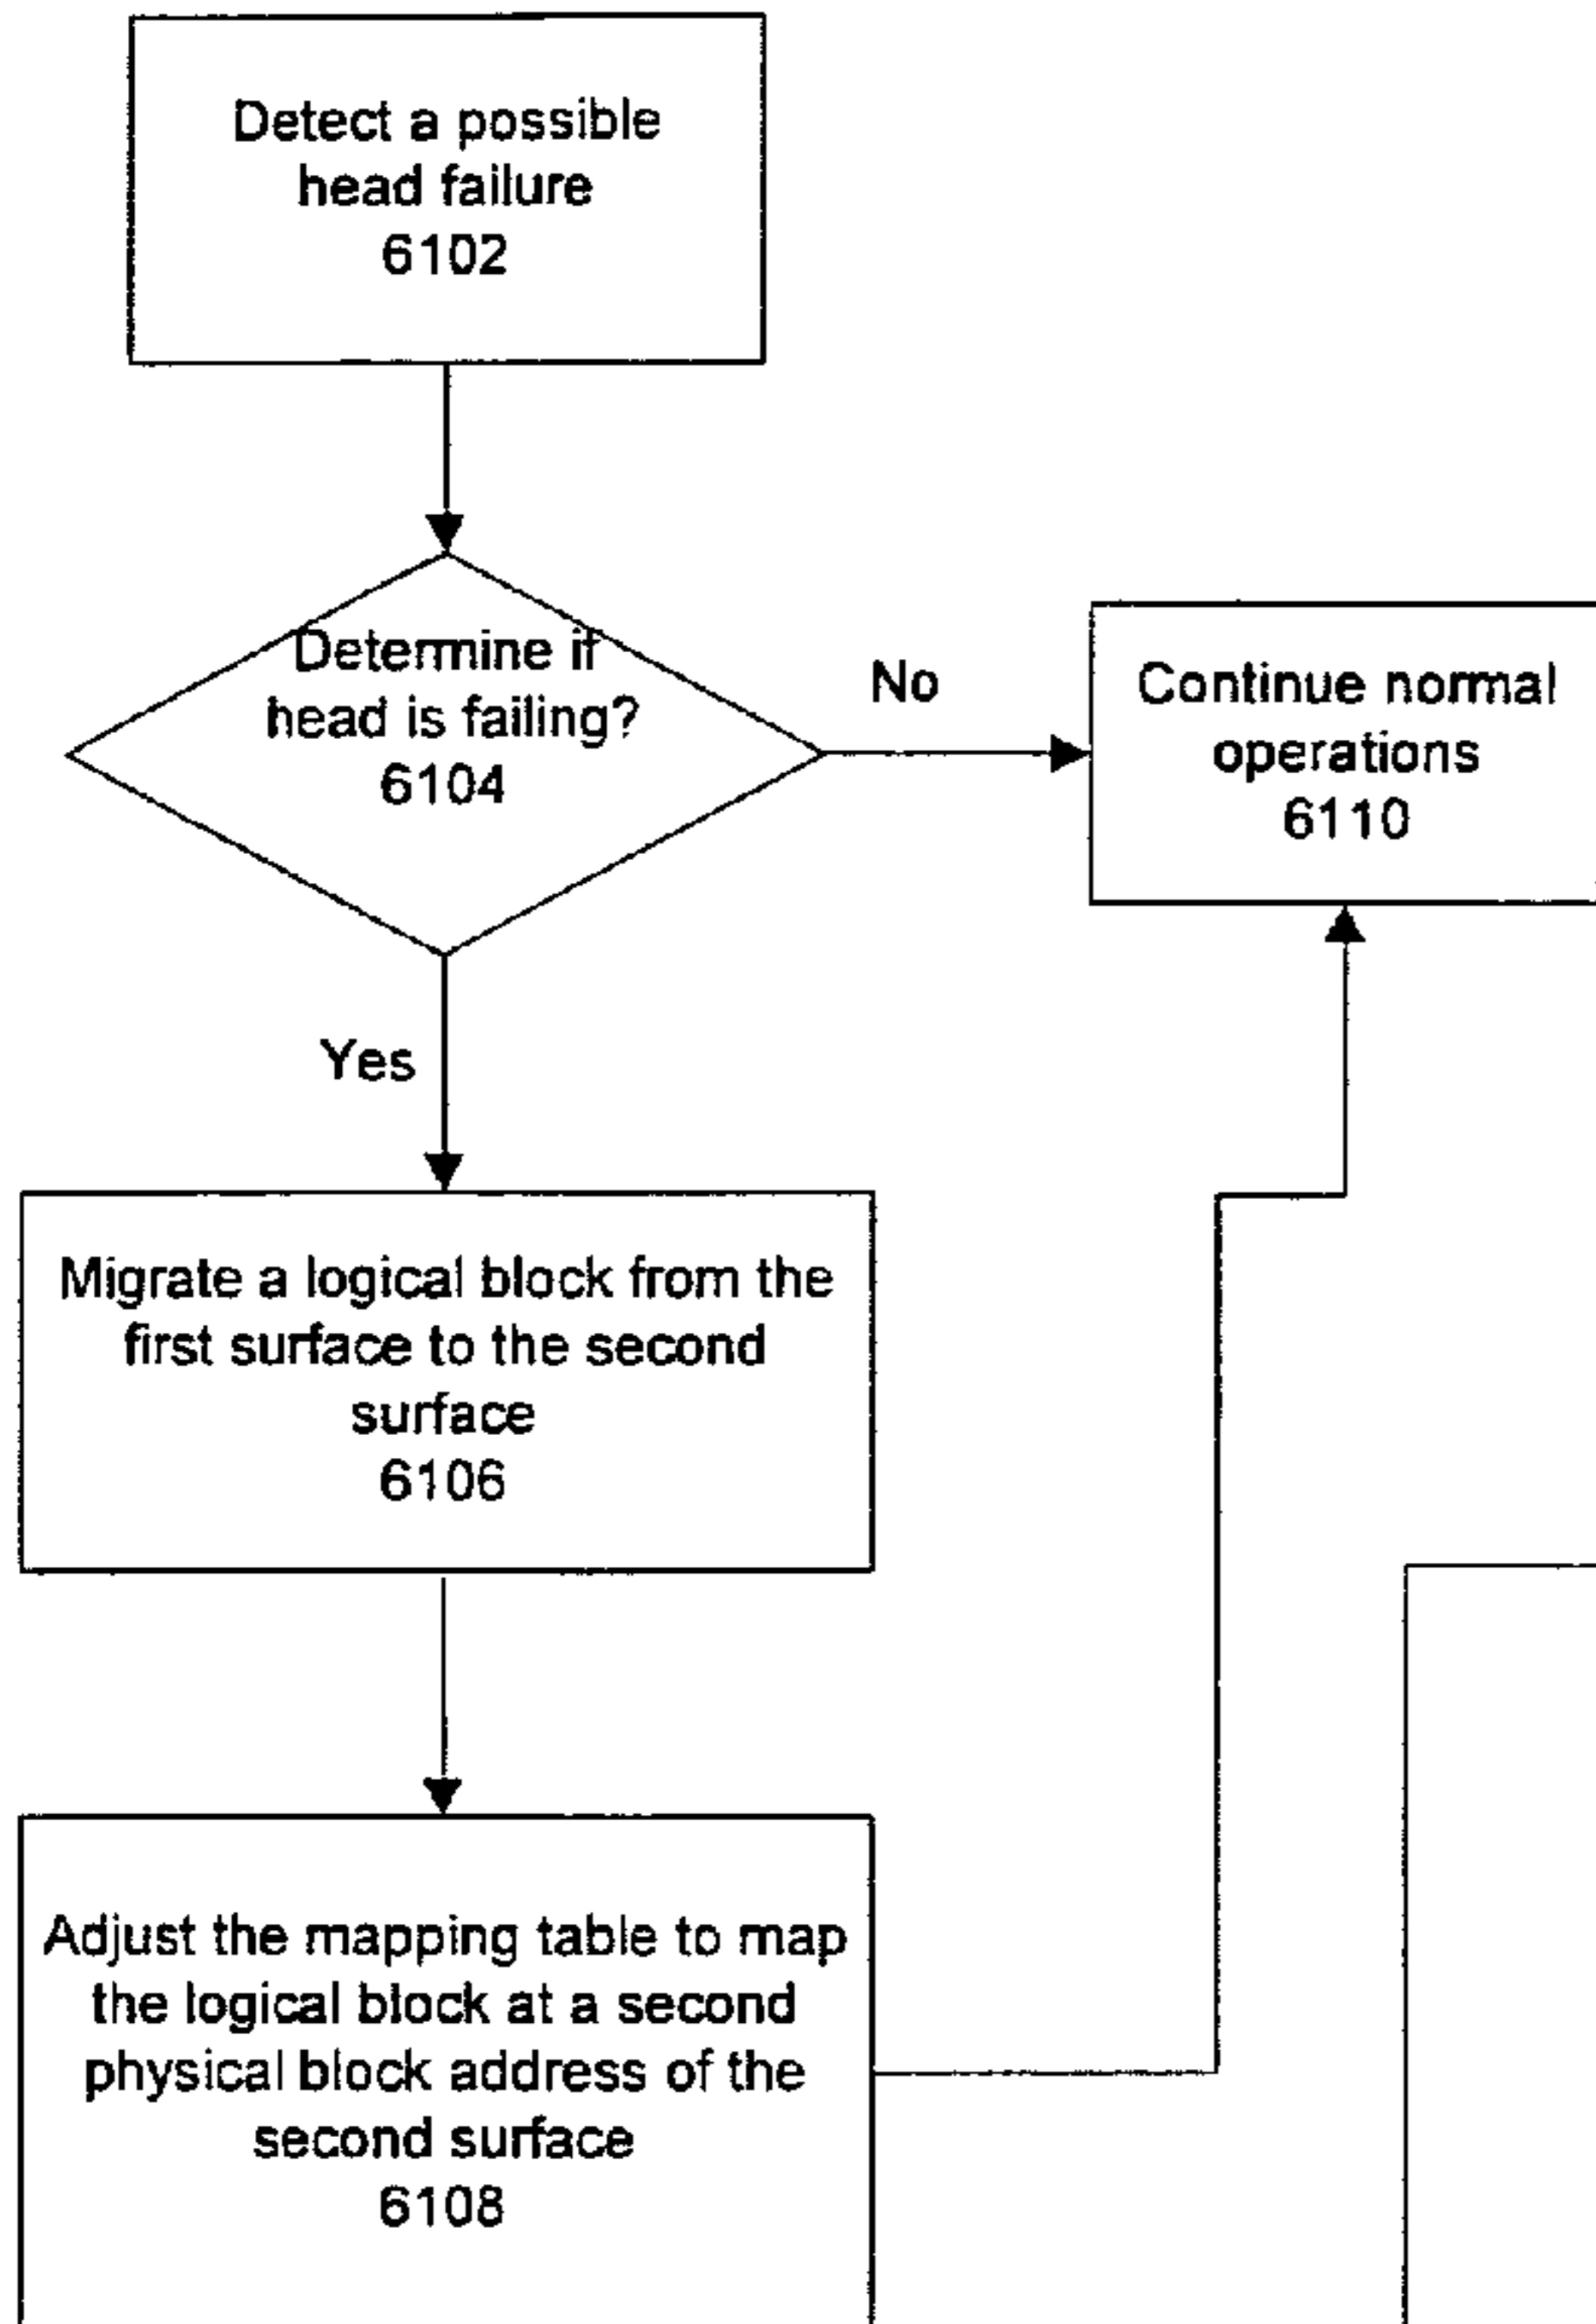 Detect a possible
head failure
6102
Determine if
head is failing?
6104
No
Continue normal
operations
6110
Yes
Migrate a logical block from the
first surface to the second
surface
6106
Adjust the mapping table to map
the logical block at a second
physical block address of the
second surface
6108